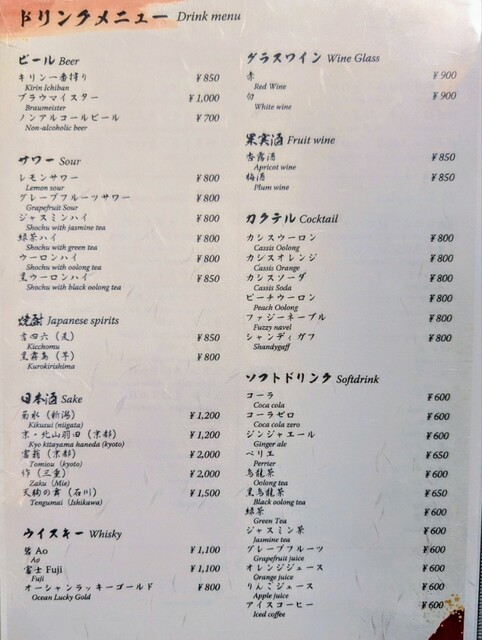 ドリンクメニュー Drink menu
ビール Beer
キリン一番搾り ¥850
Kirin Ichiban
ブラウマイスター ¥1,000
Braumeister
ノンアルコールビール ¥700
Non-alcoholic beer
サワー Sour
レモンサワー ¥800
Lemon sour
グレープフルーツサワー ¥800
Grapefruit Sour
ジャスミンハイ ¥800
Shochu with jasmine tea
緑茶ハイ ¥800
Shochu with green tea
ウーロンハイ ¥800
Shochu with oolong tea
黒ウーロンハイ ¥850
Shochu with black oolong tea
焼酎 Japanese spirits
吉四六（麦） ¥850
Kicchomu
黒霧島（芋） ¥800
Kurokirishima
日本酒 Sake
菊水（新潟） ¥1,200
Kikusui (niigata)
京・北山羽田（京都） ¥1,200
Kyo kitayama haneda (kyoto)
富翁（京都） ¥2,000
Tomiou (kyoto)
作（三重） ¥2,000
Zaku (Mie)
天狗の舞（石川） ¥1,500
Tengumai (Ishikawa)
ウイスキー Whisky
碧 Ao ¥1,100
Ao
富士 Fuji ¥1,100
Fuji
オーシャンラッキーゴールド ¥800
Ocean Lucky Gold
グラスワイン Wine Glass
赤 ¥900
Red Wine
白 ¥900
White wine
果実酒 Fruit wine
杏露酒 ¥850
Apricot wine
梅酒 ¥850
Plum wine
カクテル Cocktail
カシスウーロン ¥800
Cassis Oolong
カシスオレンジ ¥800
Cassis Orange
カシスソーダ ¥800
Cassis Soda
ピーチウーロン ¥800
Peach Oolong
ファジーネーブル ¥800
Fuzzy navel
シャンディガフ ¥800
Shandygaff
ソフトドリンク Softdrink
コーラ ¥600
Coca cola
コーラゼロ ¥600
Coca cola zero
ジンジャエール ¥600
Ginger ale
ペリエ ¥650
Perrier
烏龍茶 ¥600
Oolong tea
黒烏龍茶 ¥650
Black oolong tea
緑茶 ¥600
Green Tea
ジャスミン茶 ¥600
Jasmine tea
グレープフルーツ ¥600
Grapefruit juice
オレンジジュース ¥600
Orange juice
りんごジュース ¥600
Apple juice
アイスコーヒー ¥600
Iced coffee